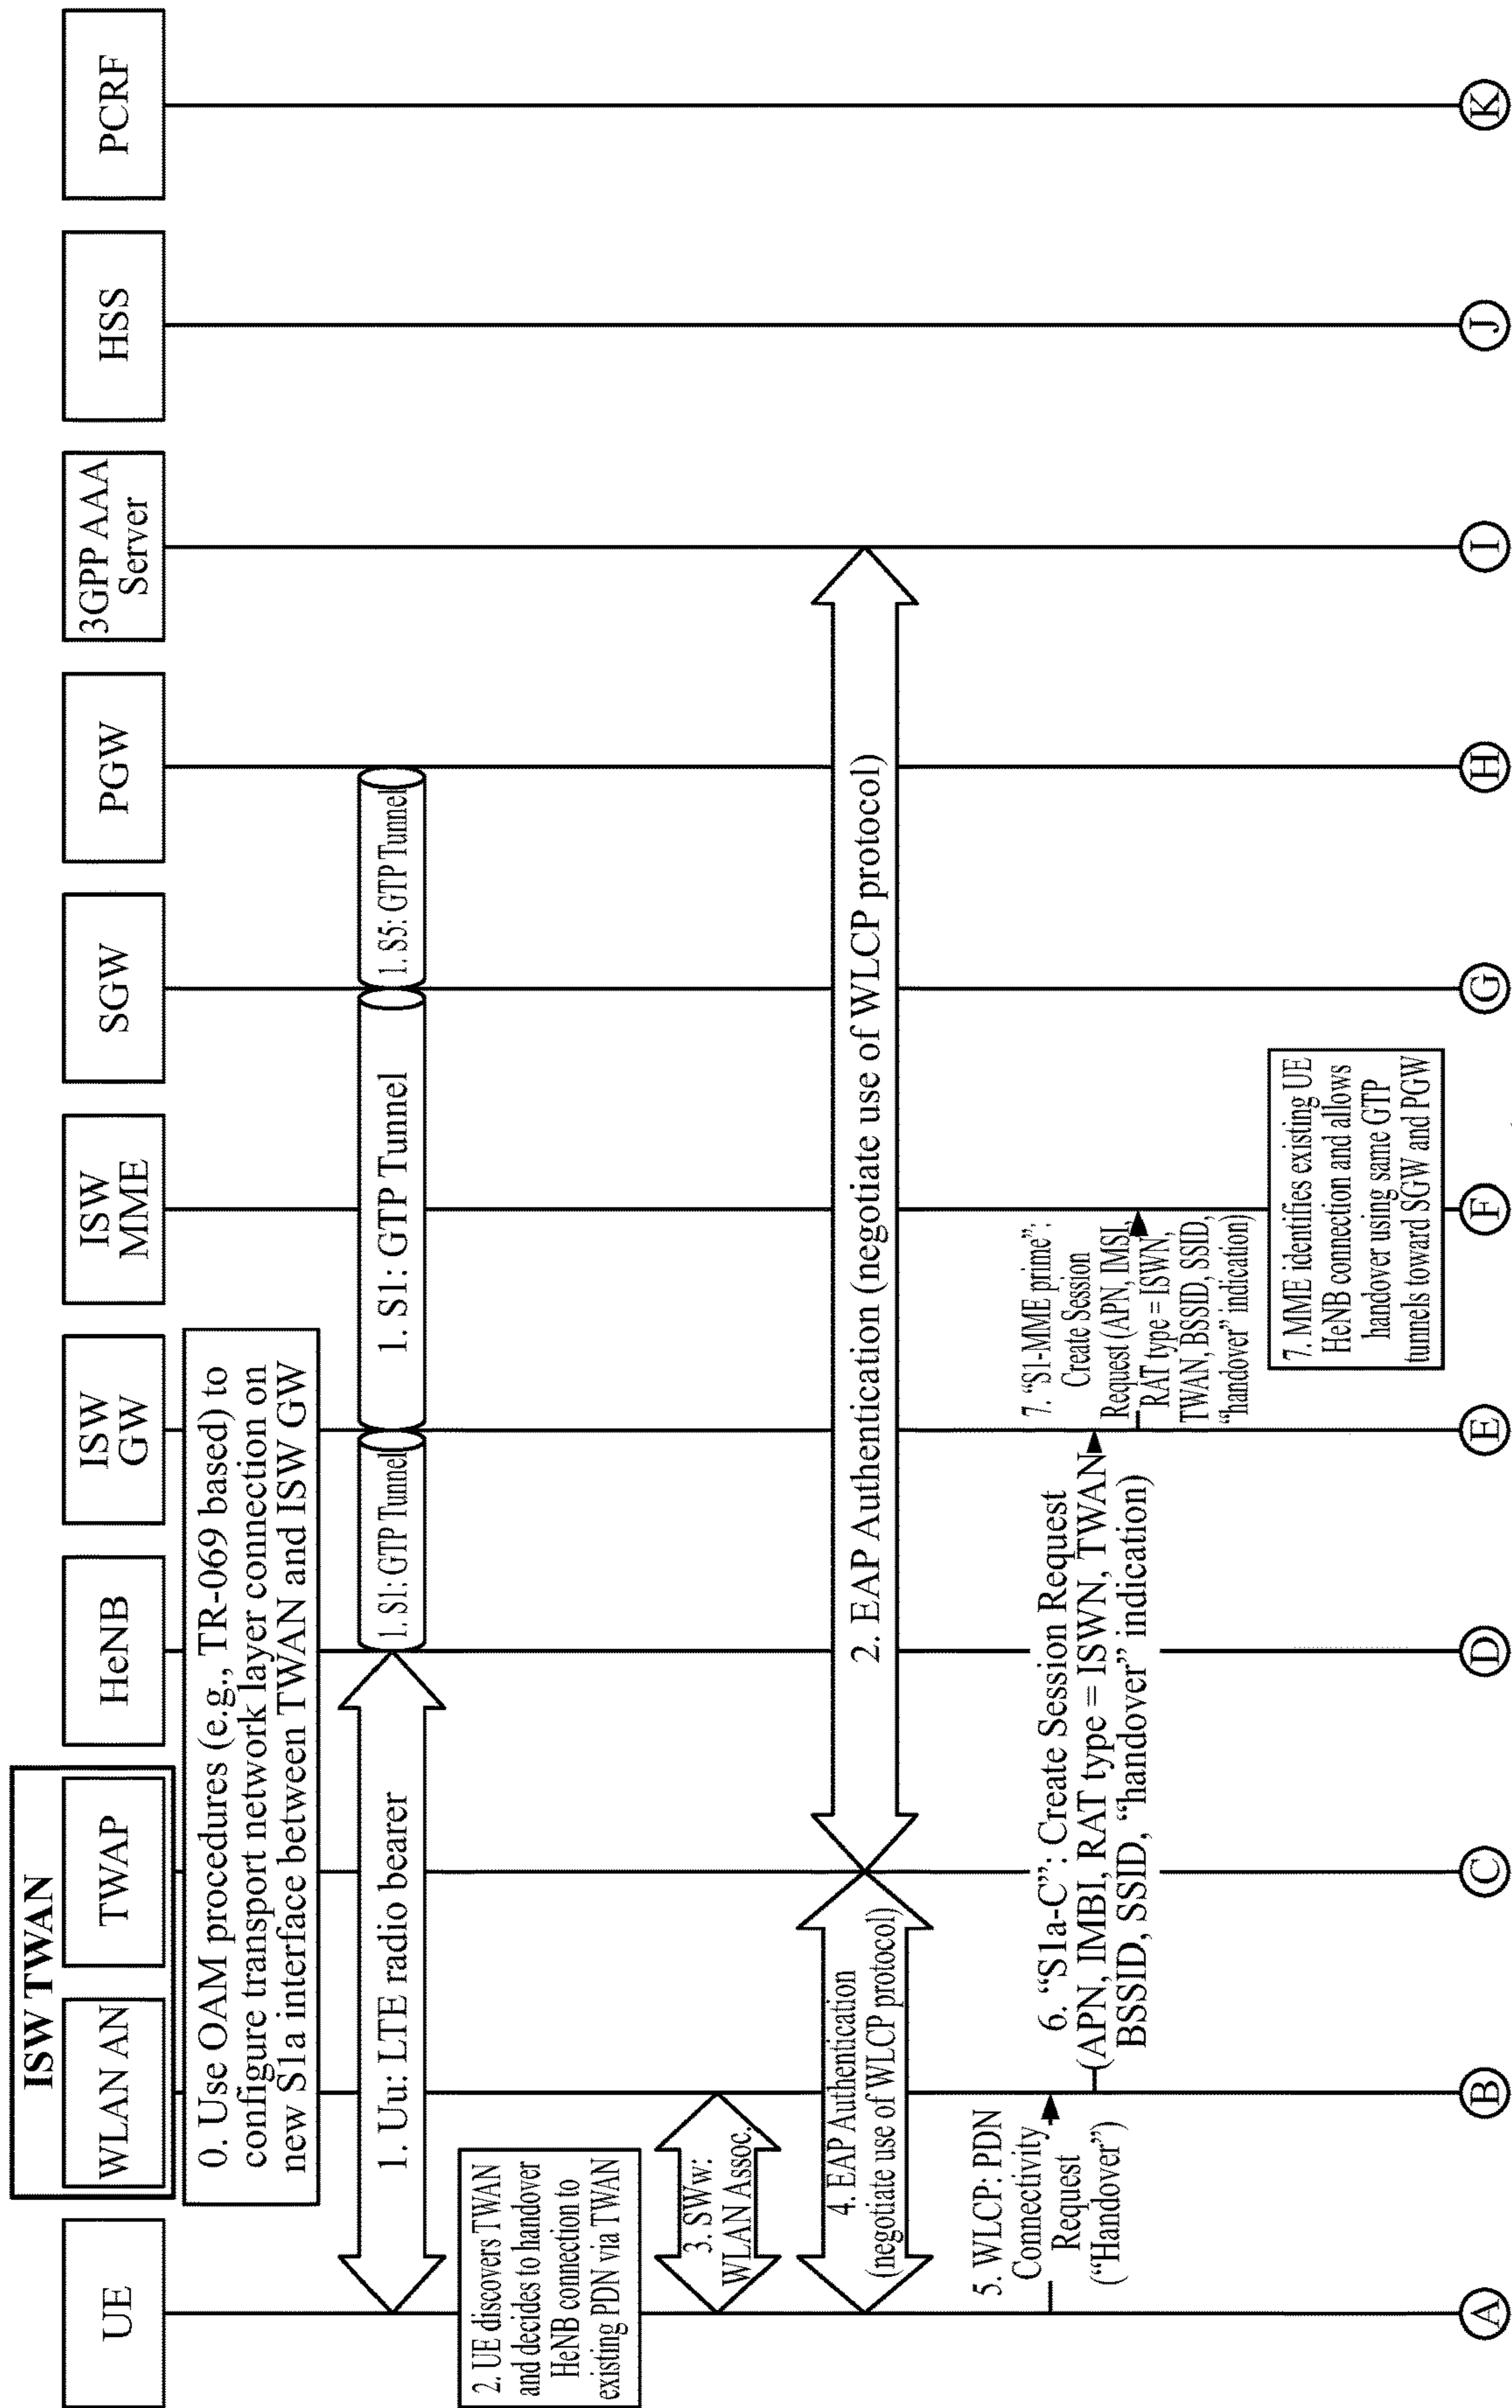 ISW TWAN
UE
WLAN AN
TWAP
HeNB
ISW
GW
ISW
MME
SGW
PGW
3GPP AAA
Server
HSS
PCRF
0. Use OAM procedures (e.g., TR-069 based) to
configure transport network layer connection on
new S1a interface between TWAN and ISW GW
1. Uu: LTE radio bearer
1. S1: GTP Tunnel
1. S1: GTP Tunnel
1. S5: GTP Tunnel
2. UE discovers TWAN
and decides to handover
HeNB connection to
existing PDN via TWAN
3. SWw:
WLAN Assoc.
4. EAP Authentication
(negotiate use of WLCP protocol)
2. EAP Authentication (negotiate use of WLCP protocol)
5. WLCP: PDN
Connectivity
Request
(“Handover”)
6. “S1a-C”: Create Session Request
(APN, IMBI, RAT type = ISWN, TWAN
BSSID, SSID, “handover” indication)
7. “S1-MME prime”:
Create Session
Request (APN, IMSI,
RAT type = ISWN,
TWAN, BSSID, SSID,
“handover” indication)
7. MME identifies existing UE
HeNB connection and allows
handover using same GTP
tunnels toward SGW and PGW
A
B
C
D
E
F
G
H
I
J
K